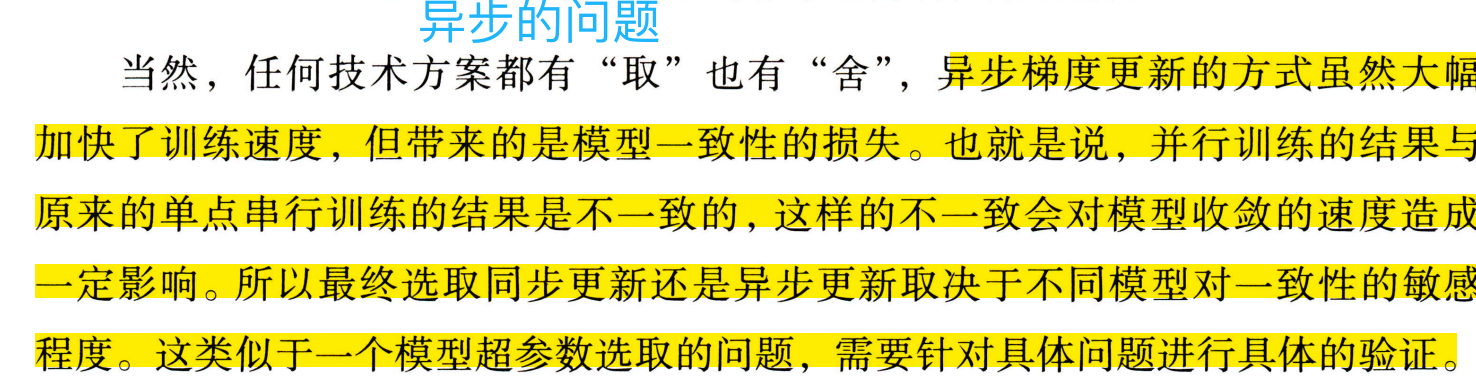 异步的问题
当然，任何技术方案都有“取”也有“舍”，异步梯度更新的方式虽然大幅
加快了训练速度，但带来的是模型一致性的损失。也就是说，并行训练的结果与
原来的单点串行训练的结果是不一致的，这样的不一致会对模型收敛的速度造成
一定影响。所以最终选取同步更新还是异步更新取决于不同模型对一致性的敏感
程度。这类似于一个模型超参数选取的问题，需要针对具体问题进行具体的验证。